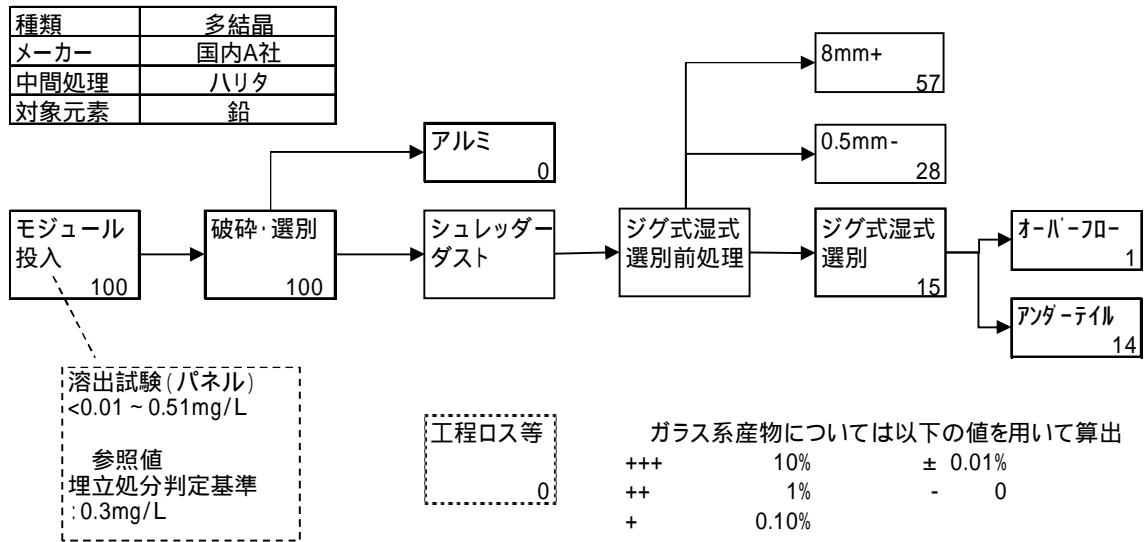 種類 多結晶
メーカー 国内A社
中間処理 ハリタ
対象元素 鉛
8mm+
57
アルミ
0
0.5mm-
28
モジュール
投入
100
破砕・選別
100
シュレッダー
ダスト
ジグ式湿式
選別前処理
ジグ式湿式
選別
15
ｵｰﾊﾞｰﾌﾛｰ
1
ｱﾝﾀﾞｰﾃｲﾙ
14
溶出試験(パネル)
<0.01 ~ 0.51mg/L
参照値
埋立処分判定基準
:0.3mg/L
工程ロス等
0
ガラス系産物については以下の値を用いて算出
+++ 10% ± 0.01%
++ 1% - 0
+ 0.10%